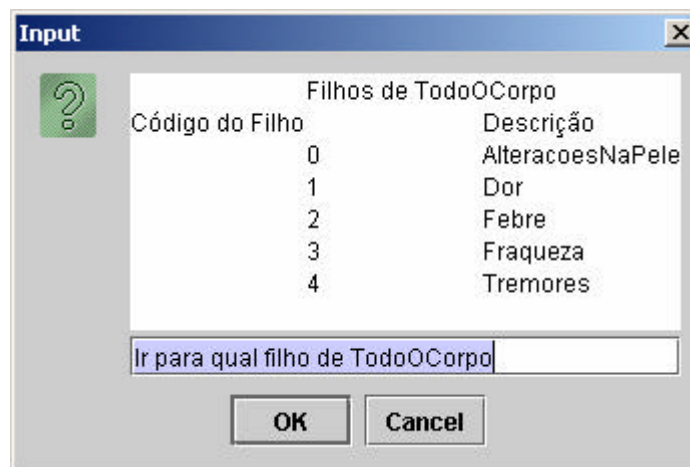 Input
Filhos de TodoOCorpo
Código do Filho Descrição
0 AlteracoesNaPele
1 Dor
2 Febre
3 Fraqueza
4 Tremores
Ir para qual filho de TodoOCorpo
OK Cancel